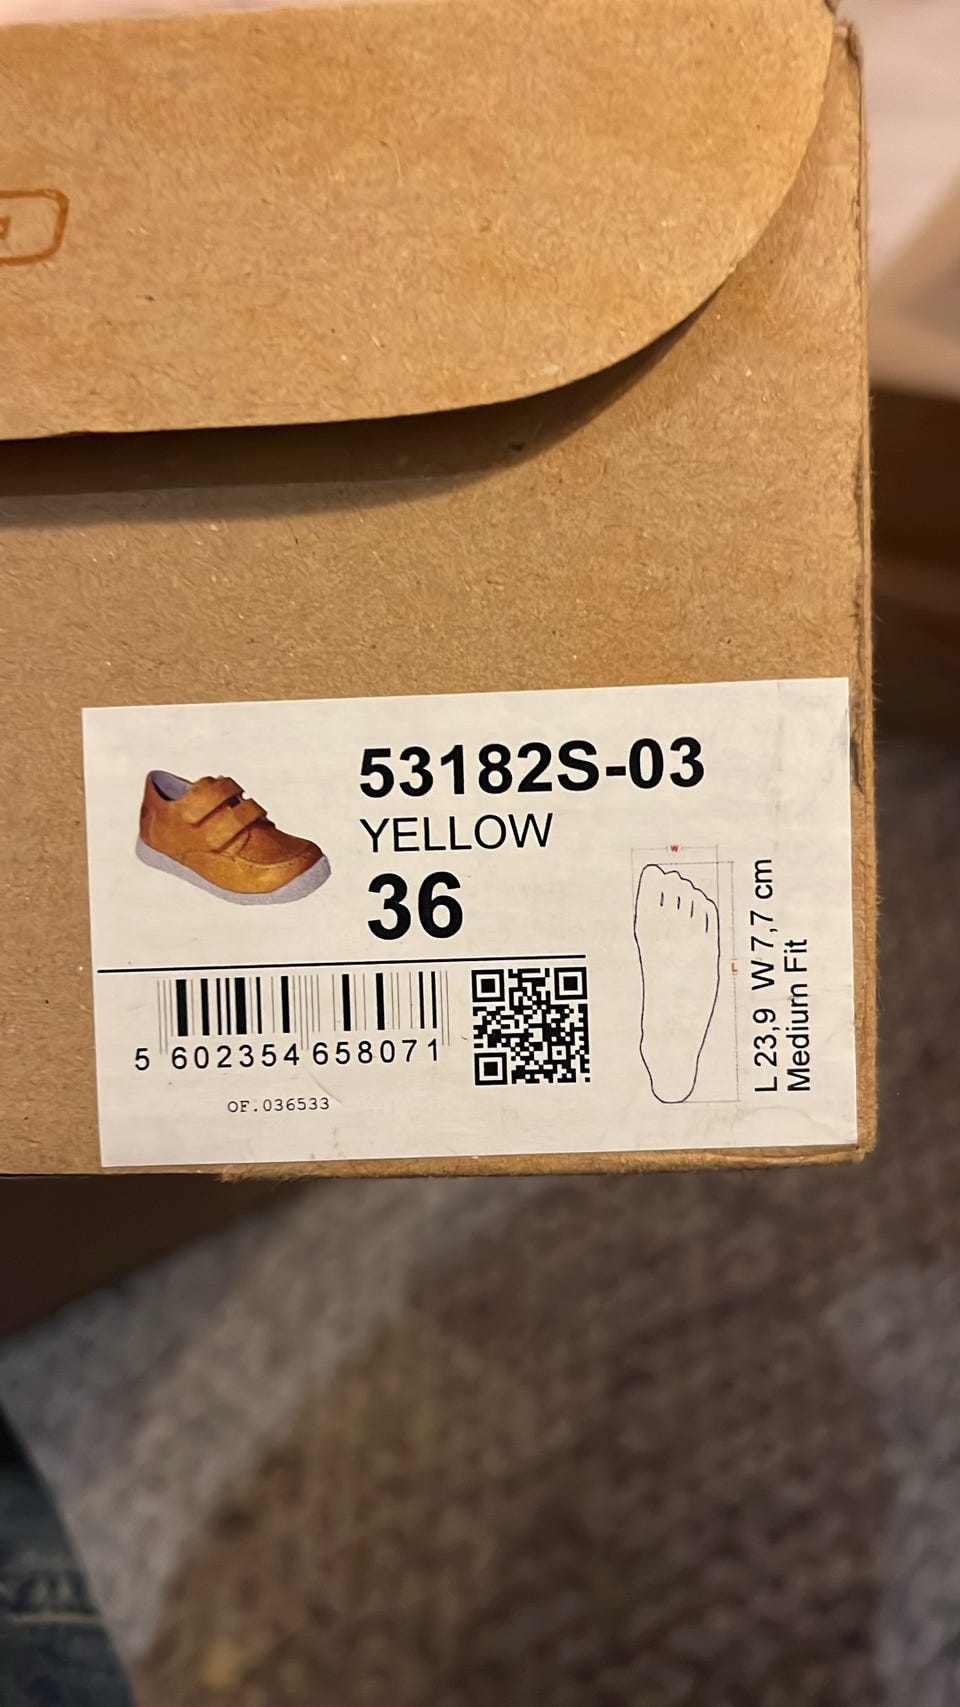 53182S-03
YELLOW
36
5 602354 658071
OF.036533
W
L
L 23,9 W 7,7 cm
Medium Fit